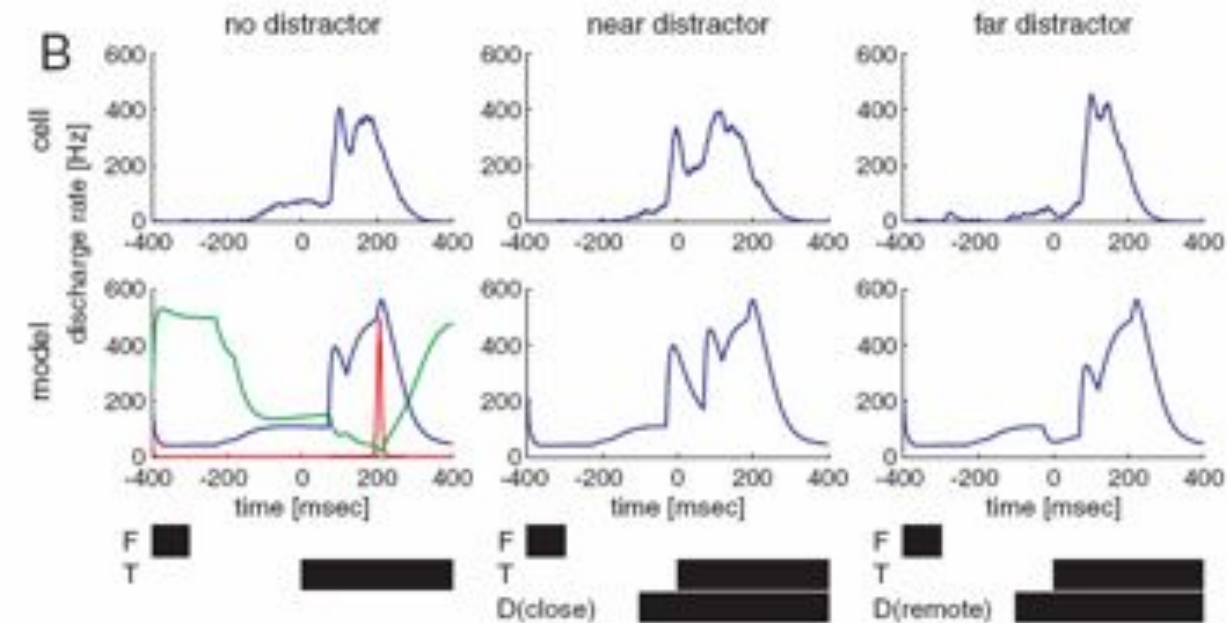 no distractor near distractor far distractor
B
cell
model
discharge rate [Hz]
600 600 600
400 400 400
200 200 200
0 0 0
-400 -200 0 200 400 -400 -200 0 200 400 -400 -200 0 200 400
600 600 600
400 400 400
200 200 200
0 0 0
-400 -200 0 200 400 -400 -200 0 200 400 -400 -200 0 200 400
time [msec] time [msec] time [msec]
F F F
T T T
D(close) D(remote)